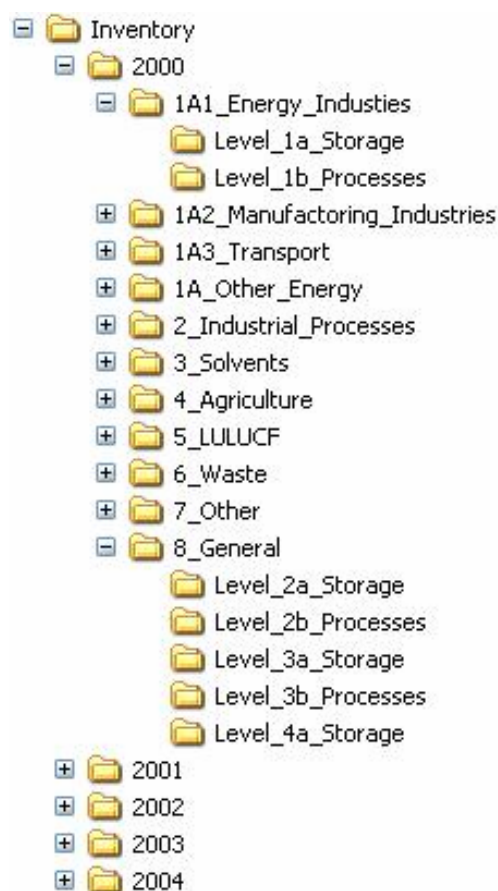 Inventory
2000
1A1_Energy_Industies
Level_1a_Storage
Level_1b_Processes
1A2_Manufactoring_Industries
1A3_Transport
1A_Other_Energy
2_Industrial_Processes
3_Solvents
4_Agriculture
5_LULUCF
6_Waste
7_Other
8_General
Level_2a_Storage
Level_2b_Processes
Level_3a_Storage
Level_3b_Processes
Level_4a_Storage
2001
2002
2003
2004